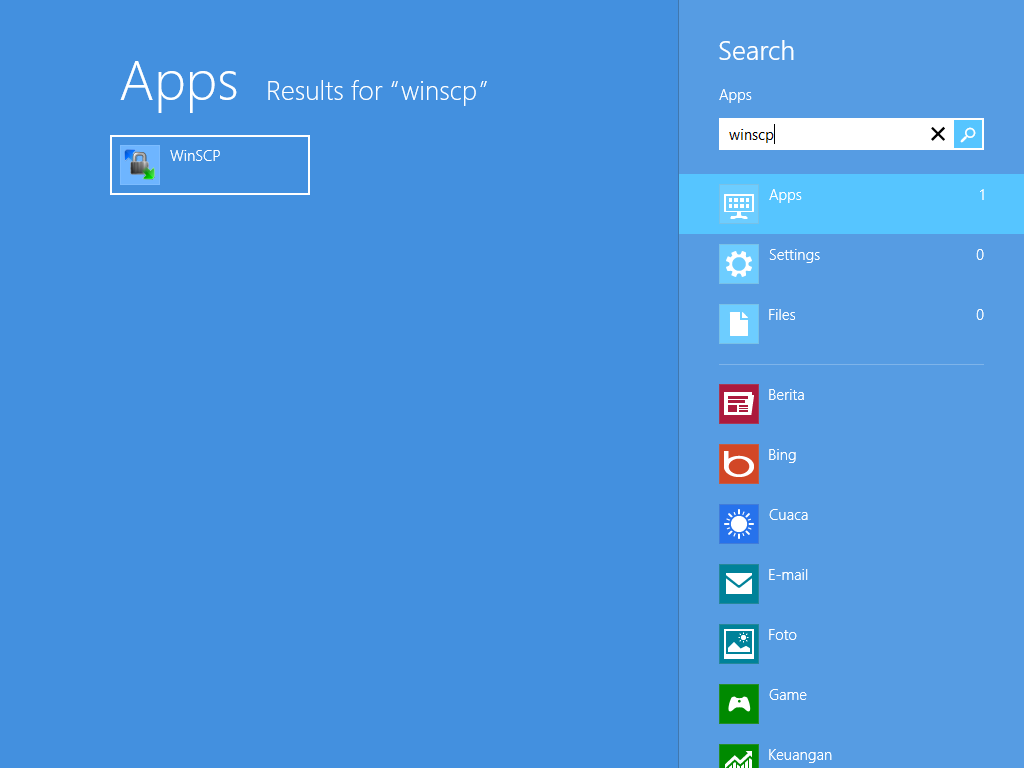 Apps Results for “winscp”
WinSCP
Search
Apps
winscp
Apps 1
Settings 0
Files 0
Berita
Bing
Cuaca
E-mail
Foto
Game
Keuangan